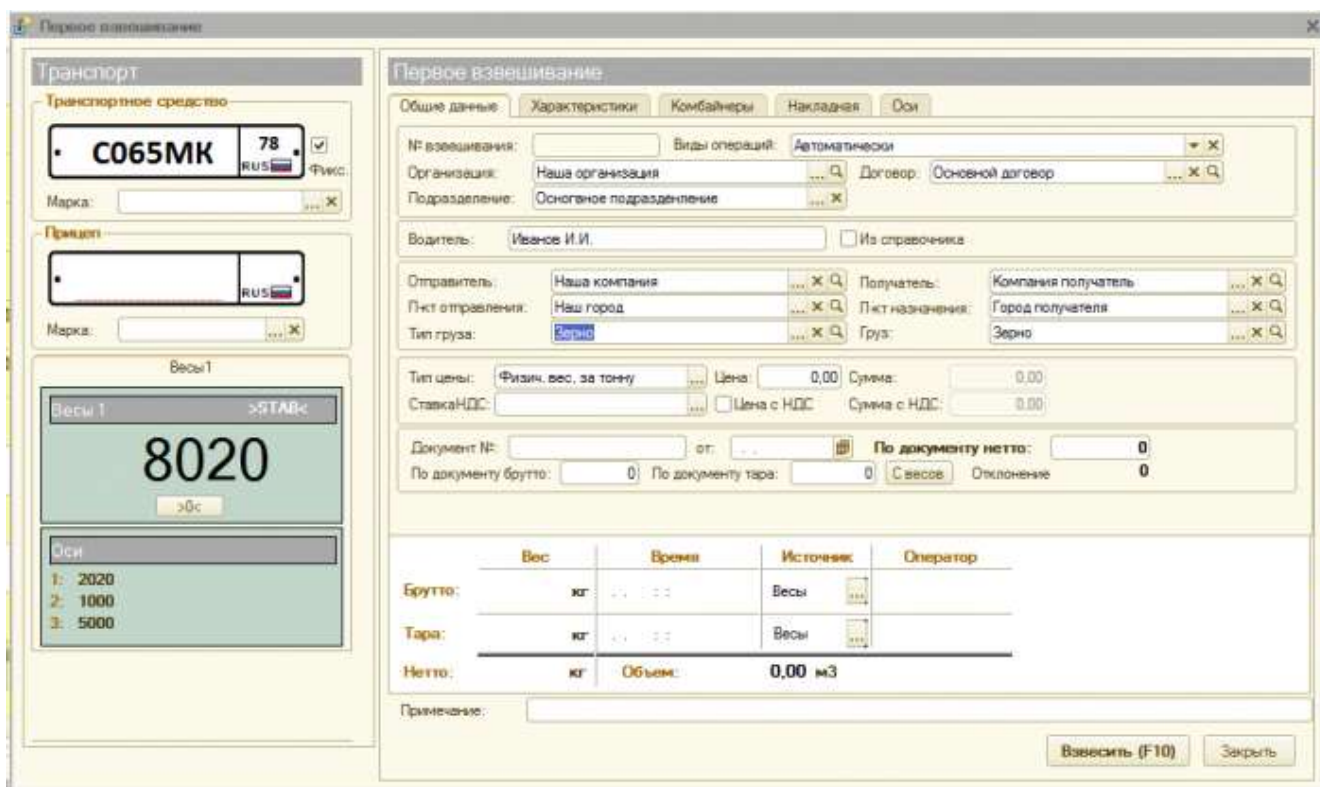 Первое взвешивание
Транспорт
Транспортное средство
С065МК 78 RUS
Фикс.
Марка: ... ×
Прицеп
RUS
Марка: ... ×
Весы1
Весы 1 >STAB<
8020
>0<
Оси
1: 2020
2: 1000
3: 5000
Первое взвешивание
Общие данные Характеристики Комбайнеры Накладная Оси
№ взвешивания: Виды операций: Автоматически
Организация: Наша организация ... Договор: Основной договор ... ×
Подразделение: Осногвное подразденление ... ×
Водитель: Иванов И.И. Из справочника
Отправитель: Наша компания ... × Получатель: Компания получатель ... ×
П-кт отправления: Наш город ... × П-кт назначения: Город получателя ... ×
Тип груза: Зерно ... × Груз: Зерно ... ×
Тип цены: Физич. вес, за тонну ... Цена: 0,00 Сумма: 0,00
СтавкаНДС: ... Цена с НДС Сумма с НДС: 0,00
Документ №: от: . . По документу нетто: 0
По документу брутто: 0 По документу тара: 0 С весов Отклонение 0
Вес Время Источник Оператор
Брутто: кг . . : : Весы ...
Тара: кг . . : : Весы ...
Нетто: кг Объем: 0,00 м3
Примечание:
Взвесить (F10) Закрыть